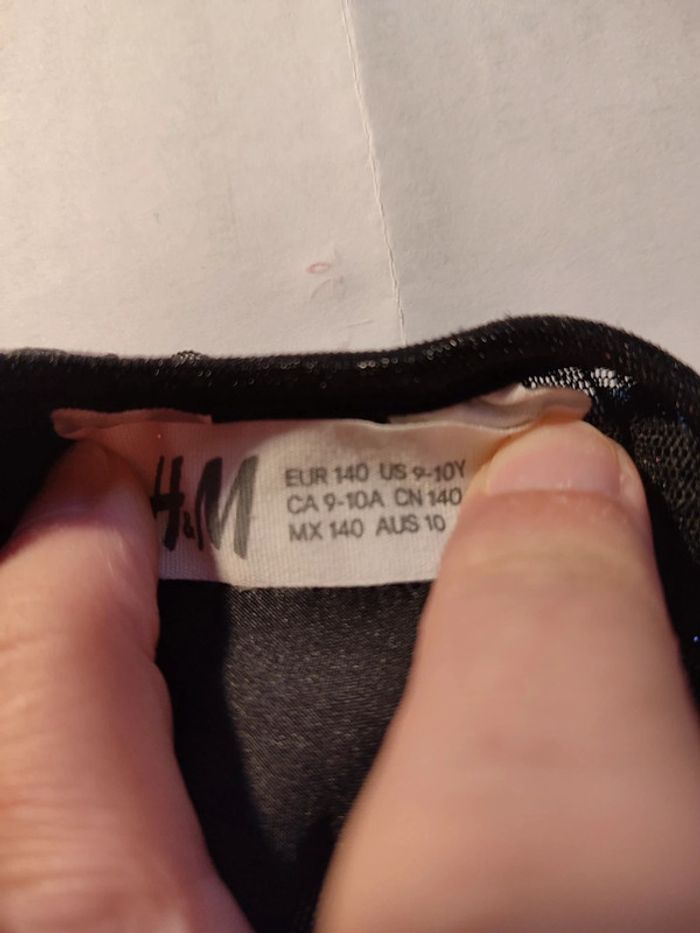 H&M
EUR 140 US 9-10Y
CA 9-10A CN 140
MX 140 AUS 10